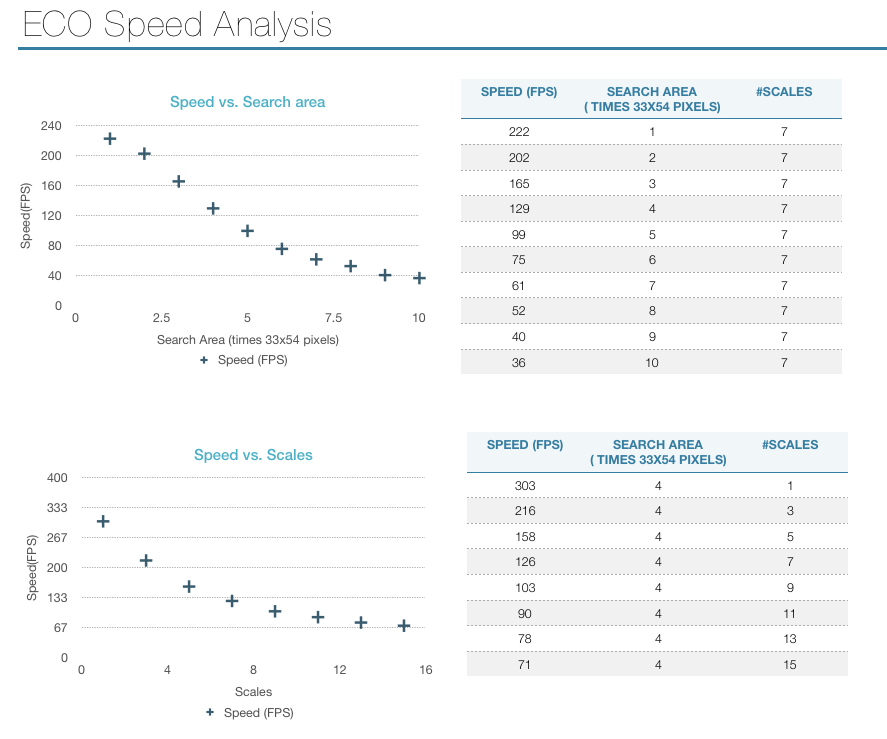 ECO Speed Analysis
Speed vs. Search area
240
200
160
120
80
40
0
Speed(FPS)
0 2.5 5 7.5 10
Search Area (times 33x54 pixels)
+ Speed (FPS)
SPEED (FPS) SEARCH AREA #SCALES
( TIMES 33X54 PIXELS)
222 1 7
202 2 7
165 3 7
129 4 7
99 5 7
75 6 7
61 7 7
52 8 7
40 9 7
36 10 7
Speed vs. Scales
400
333
267
200
133
67
0
Speed(FPS)
0 4 8 12 16
Scales
+ Speed (FPS)
SPEED (FPS) SEARCH AREA #SCALES
( TIMES 33X54 PIXELS)
303 4 1
216 4 3
158 4 5
126 4 7
103 4 9
90 4 11
78 4 13
71 4 15